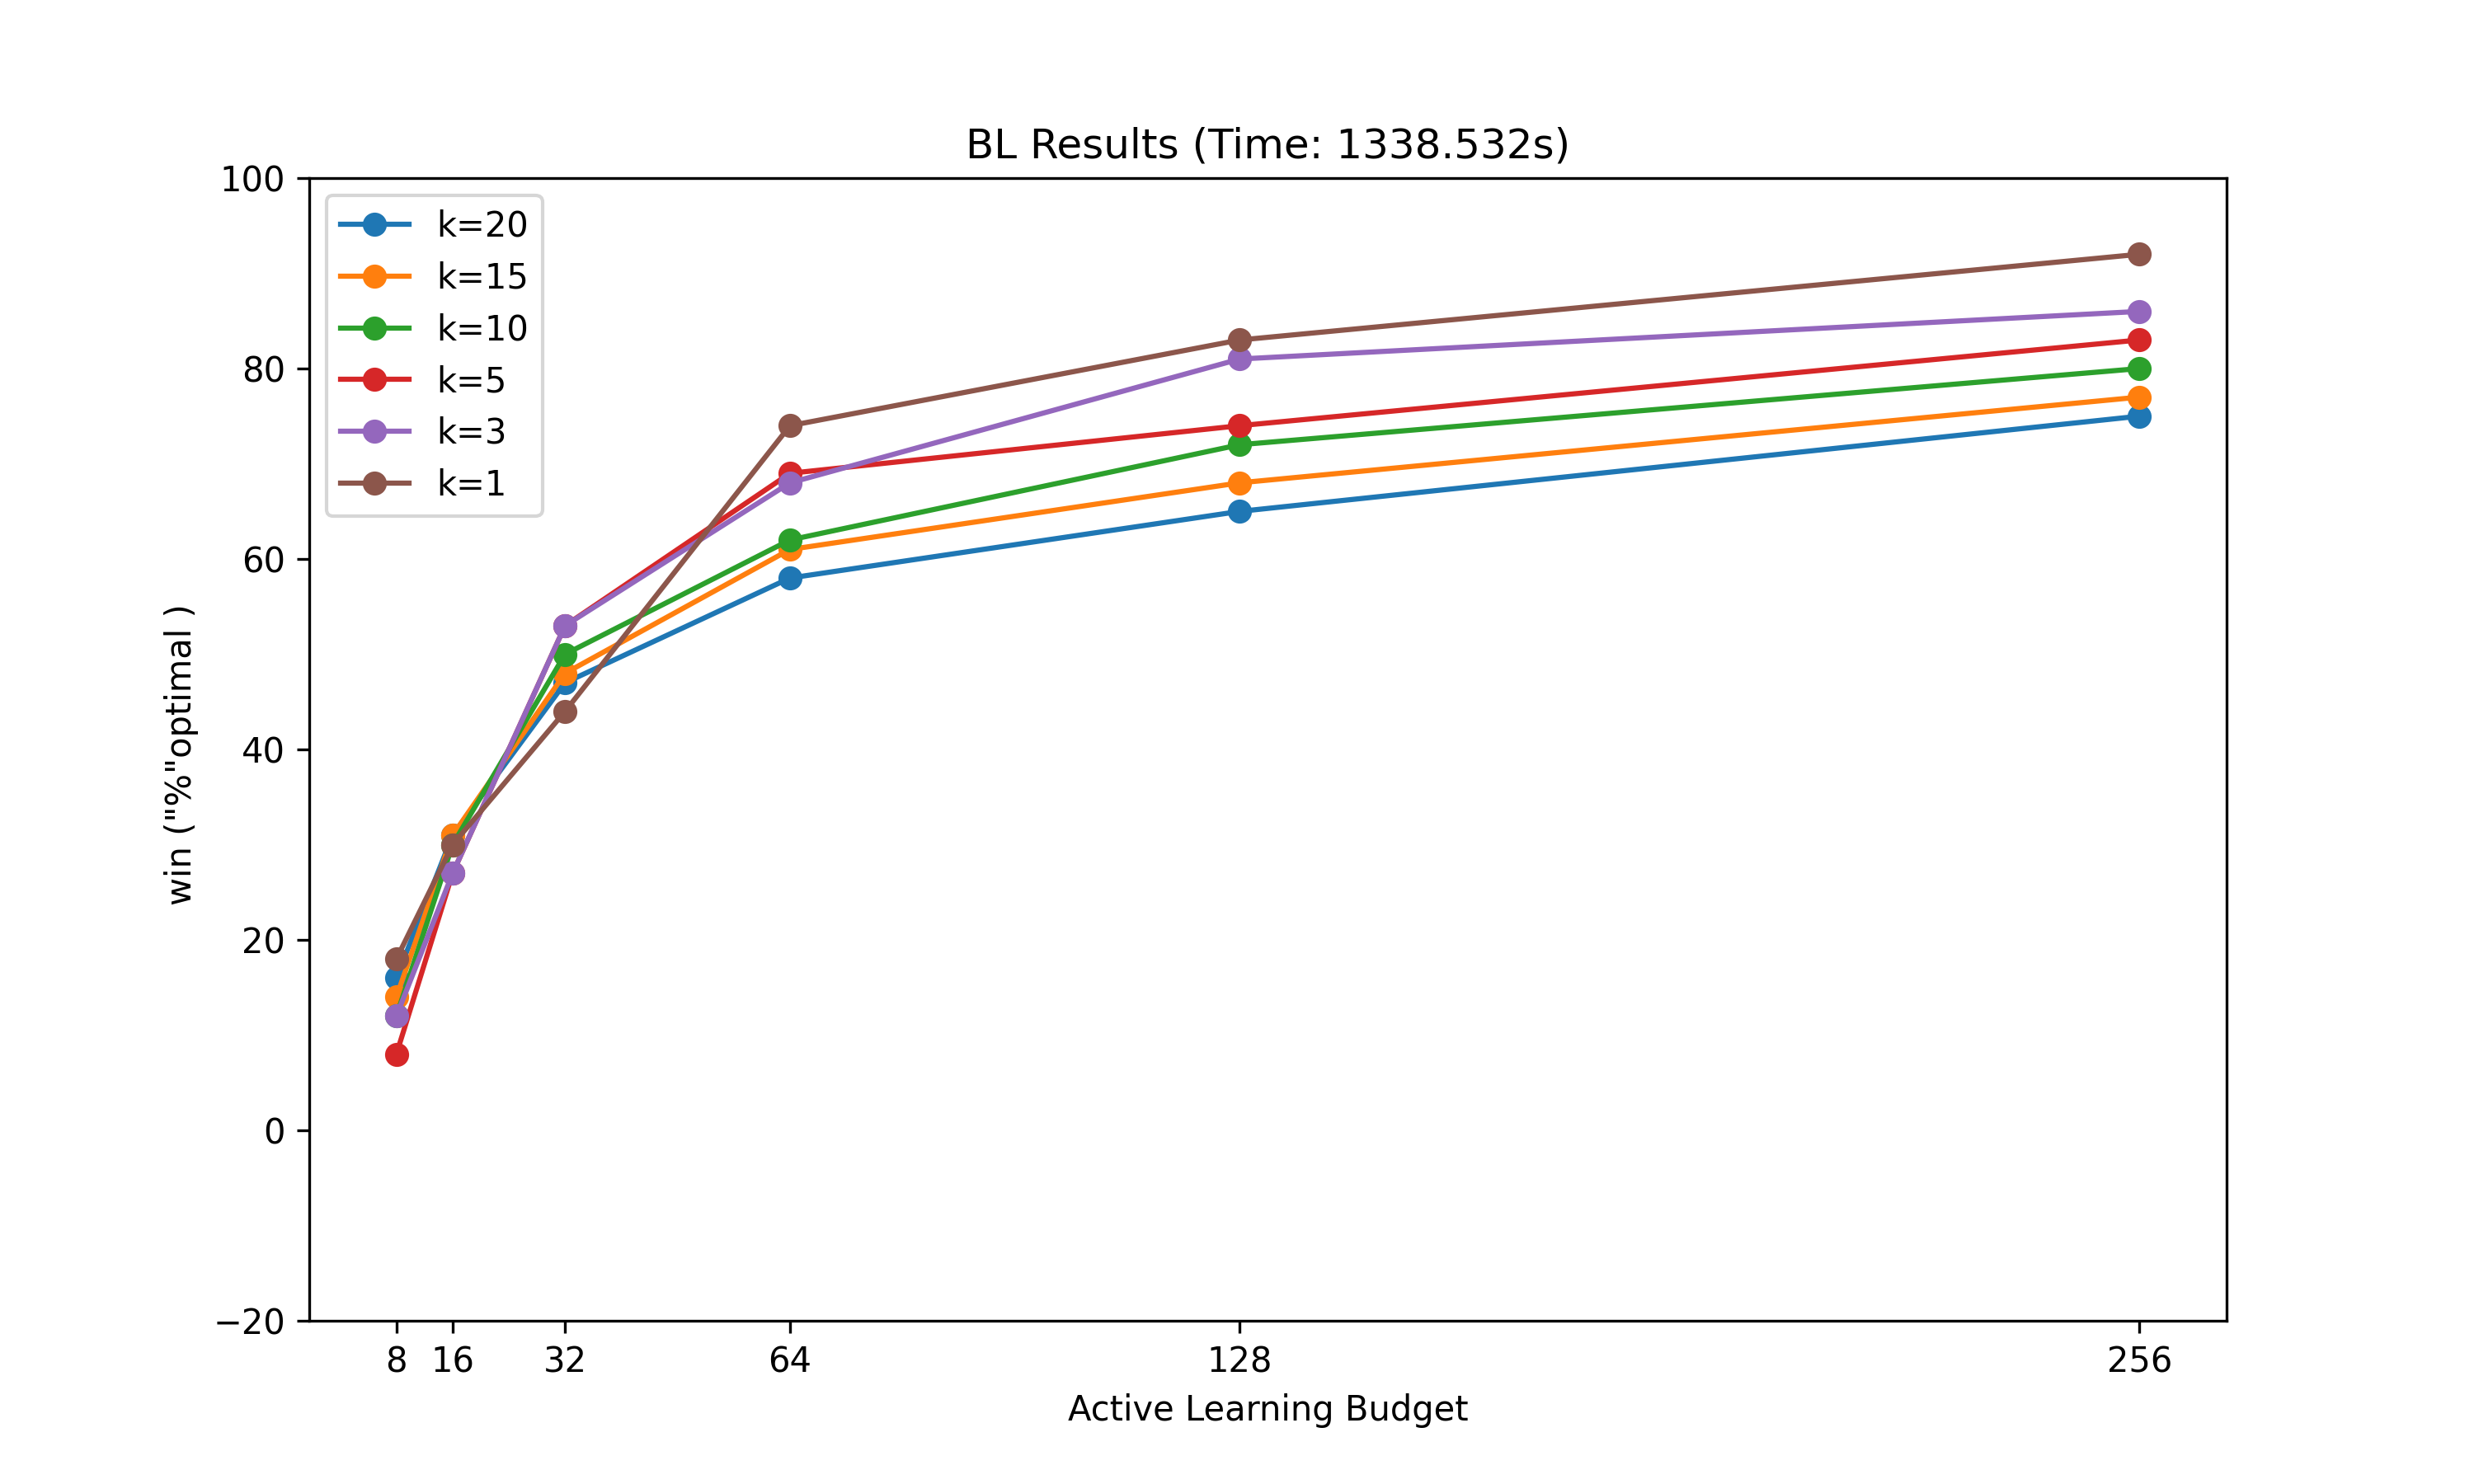 BL Results (Time: 1338.532s)
100
80
60
40
20
0
−20
win ("%"optimal )
k=20
k=15
k=10
k=5
k=3
k=1
8 16 32 64 128 256
Active Learning Budget